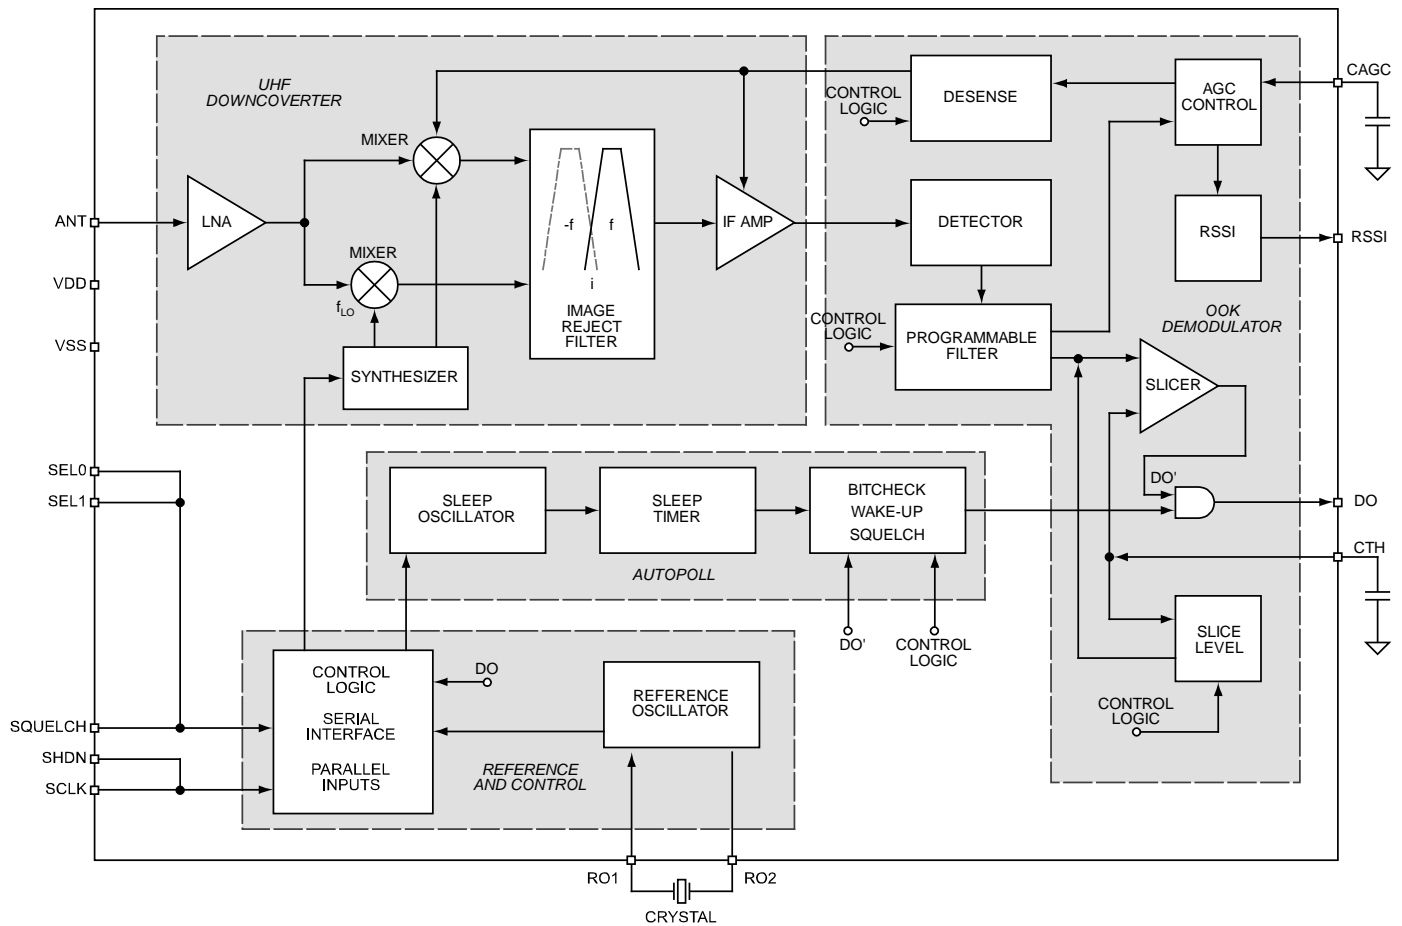 UHF
DOWNCOVERTER
MIXER
LNA
MIXER
fLO
SYNTHESIZER
-f
f
i
IMAGE
REJECT
FILTER
IF AMP
CONTROL
LOGIC
DESENSE
AGC
CONTROL
CAGC
DETECTOR
RSSI
RSSI
CONTROL
LOGIC
PROGRAMMABLE
FILTER
OOK
DEMODULATOR
SLICER
ANT
VDD
VSS
SEL0
SEL1
SLEEP
OSCILLATOR
SLEEP
TIMER
BITCHECK
WAKE-UP
SQUELCH
AUTOPOLL
DO'
DO
CTH
DO'
CONTROL
LOGIC
SLICE
LEVEL
CONTROL
LOGIC
SQUELCH
SHDN
SCLK
CONTROL
LOGIC
SERIAL
INTERFACE
PARALLEL
INPUTS
DO
REFERENCE
OSCILLATOR
REFERENCE
AND CONTROL
RO1
RO2
CRYSTAL